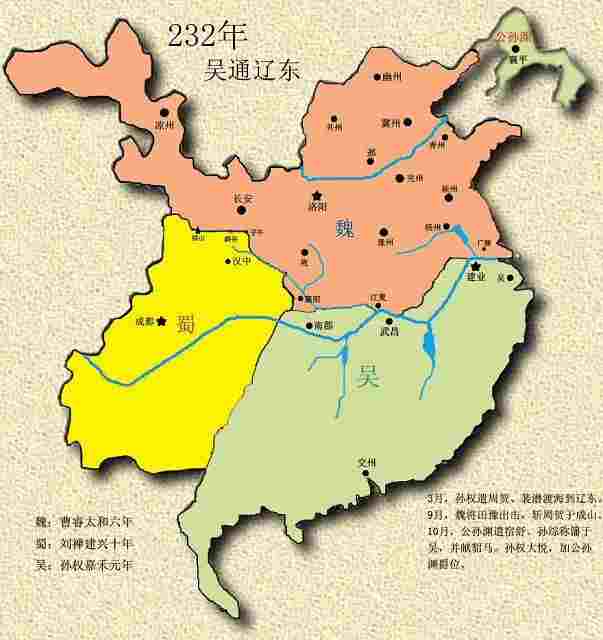 232年
吴通辽东
公孙渊
襄平
幽州
凉州
并州
冀州
青州
邺
兖州
徐州
长安
洛阳
魏
豫州
扬州
广陵
祁山
子午
汉中
宛
建业
吴
襄阳
江夏
成都
蜀
南郡
武昌
吴
交州
魏：曹睿太和六年
蜀：刘禅建兴十年
吴：孙权嘉禾元年
3月，孙权遣周贺、裴潜渡海到辽东。
9月，魏将田豫出击，斩周贺于成山。
10月，公孙渊遣宿舒、孙综称藩于
吴，并献貂马。孙权大悦，加公孙
渊爵位。